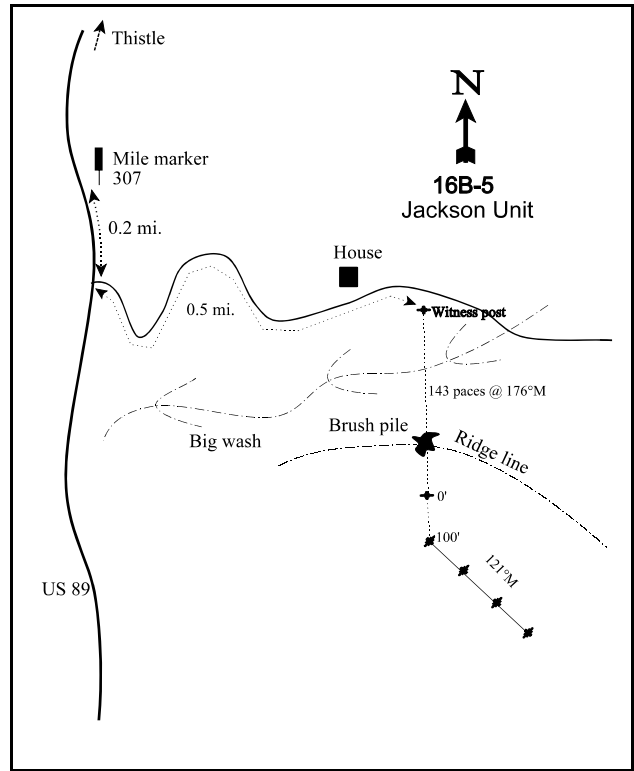 Thistle
N
Mile marker
307
16B-5
Jackson Unit
0.2 mi.
House
0.5 mi.
Witness post
143 paces @ 176°M
Brush pile
Ridge line
Big wash
0'
100'
121°M
US 89